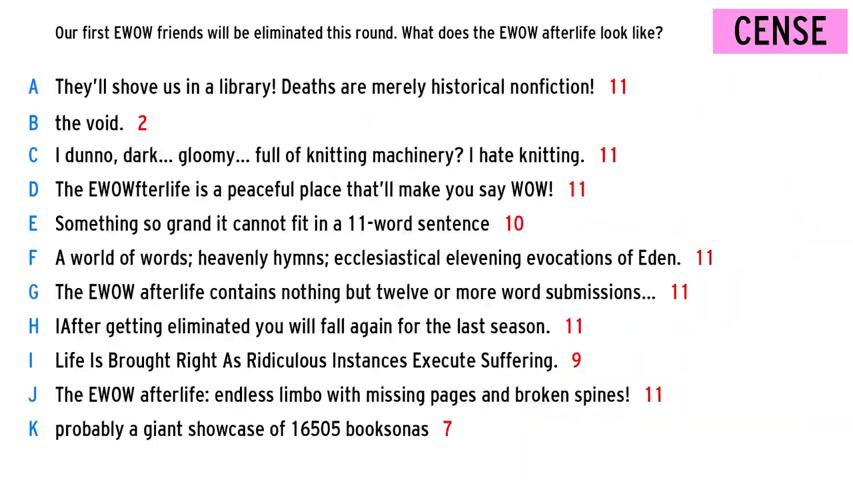 Our first EWOW friends will be eliminated this round. What does the EWOW afterlife look like?
CENSE
A They'll shove us in a library! Deaths are merely historical nonfiction! 11
B the void. 2
C I dunno, dark... gloomy... full of knitting machinery? I hate knitting. 11
D The EWOWfterlife is a peaceful place that'll make you say WOW! 11
E Something so grand it cannot fit in a 11-word sentence 10
F A world of words; heavenly hymns; ecclesiastical elevening evocations of Eden. 11
G The EWOW afterlife contains nothing but twelve or more word submissions... 11
H lAfter getting eliminated you will fall again for the last season. 11
I Life Is Brought Right As Ridiculous Instances Execute Suffering. 9
J The EWOW afterlife: endless limbo with missing pages and broken spines! 11
K probably a giant showcase of 16505 booksonas 7